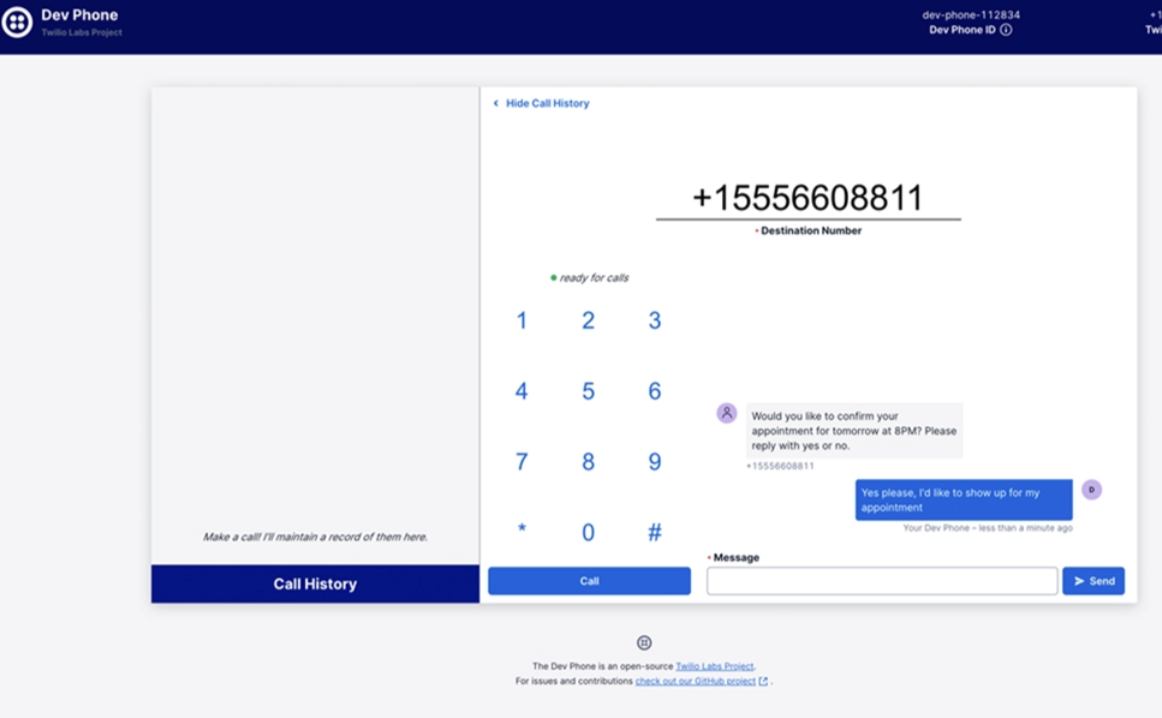 Dev Phone
Twilio Labs Project
dev-phone-112834
Dev Phone ID
+1
Twi
Hide Call History
+15556608811
• Destination Number
ready for calls
1 2 3
4 5 6
7 8 9
* 0 #
Would you like to confirm your
appointment for tomorrow at 8PM? Please
reply with yes or no.
+15556608811
Yes please, I'd like to show up for my
appointment
D
Your Dev Phone – less than a minute ago
Make a call! I'll maintain a record of them here.
Call History
• Message
Call
Send
The Dev Phone is an open-source Twilio Labs Project.
For issues and contributions check out our GitHub project .